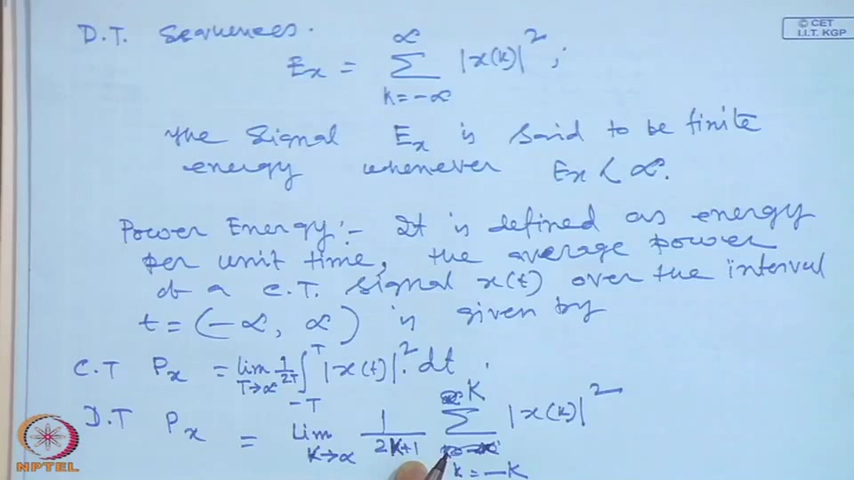 © CET
I.I.T. KGP
D.T. Sequences.
Ex = ∑_{k=-∞}^{∞} |x(k)|² ;
The Signal Ex is said to be finite
energy whenever Ex < ∞.
Power Energy:- It is defined as energy
per unit time, the average power
of a C.T. signal x(t) over the interval
t = (-∞, ∞) is given by
C.T Px = lim_{T→∞} 1/2T ∫_{-T}^{T} |x(t)|² dt .
D.T Px = lim_{K→∞} 1/2K+1 ∑_{k=-K}^{K} |x(k)|²
NPTEL